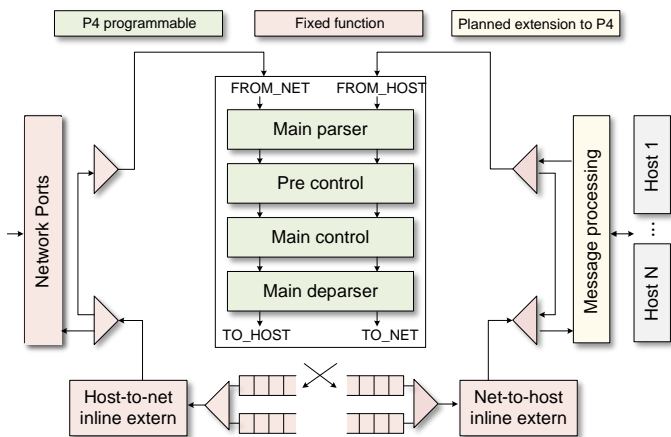 P4 programmable
Fixed function
Planned extension to P4
FROM_NET
FROM_HOST
Main parser
Pre control
Main control
Main deparser
TO_HOST
TO_NET
Network Ports
Message processing
Host 1
...
Host N
Host-to-net
inline extern
Net-to-host
inline extern